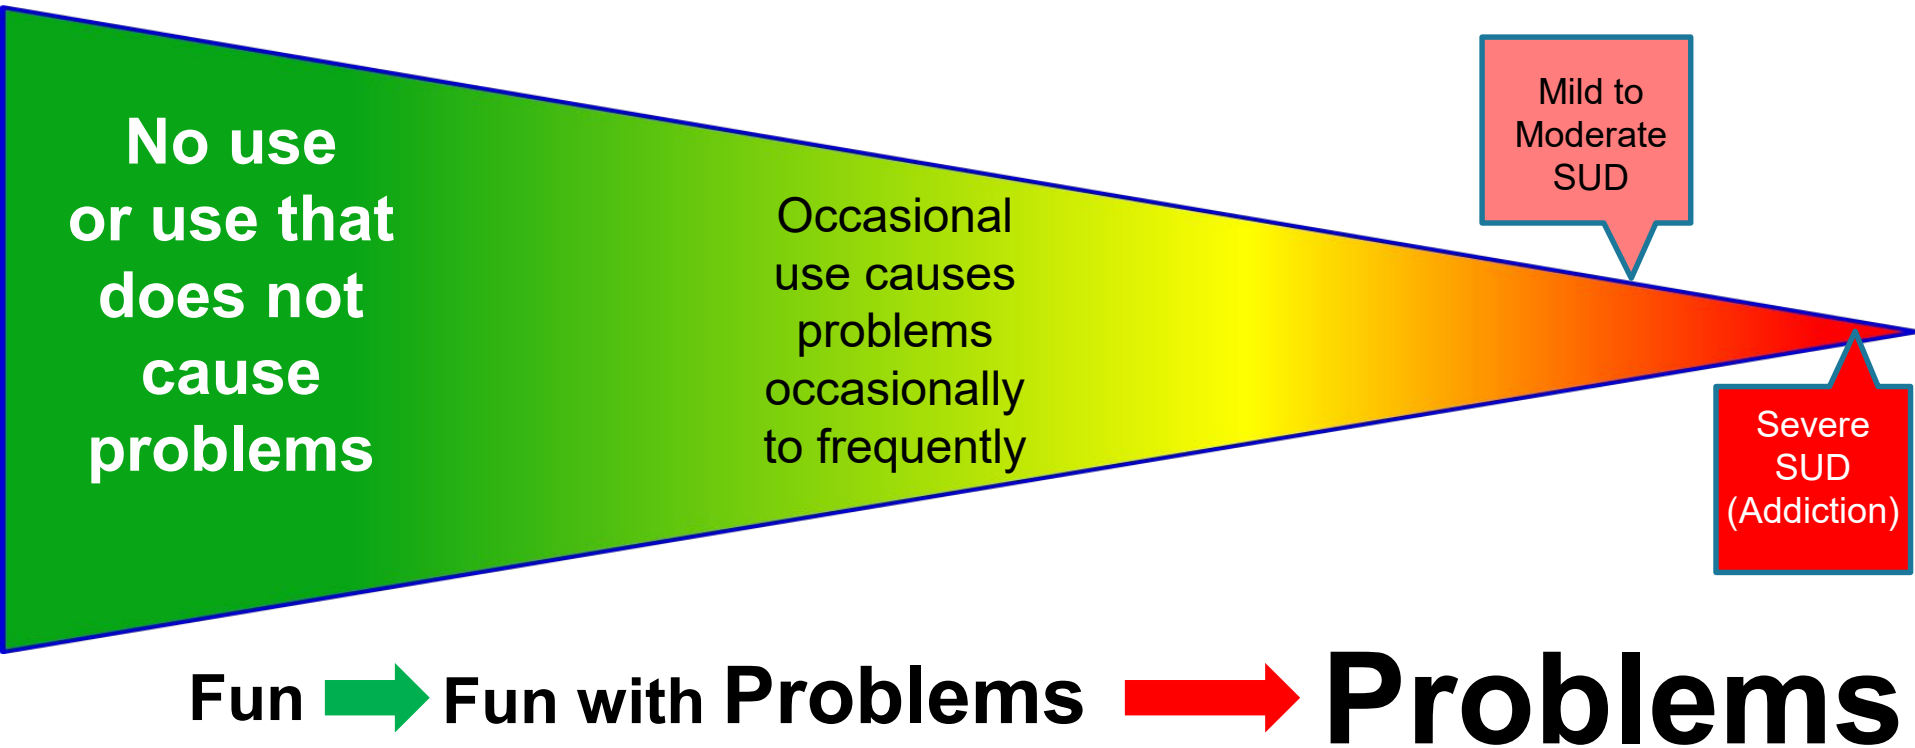 No use
or use that
does not
cause
problems
Occasional
use causes
problems
occasionally
to frequently
Mild to
Moderate
SUD
Severe
SUD
(Addiction)
Fun Fun with Problems Problems